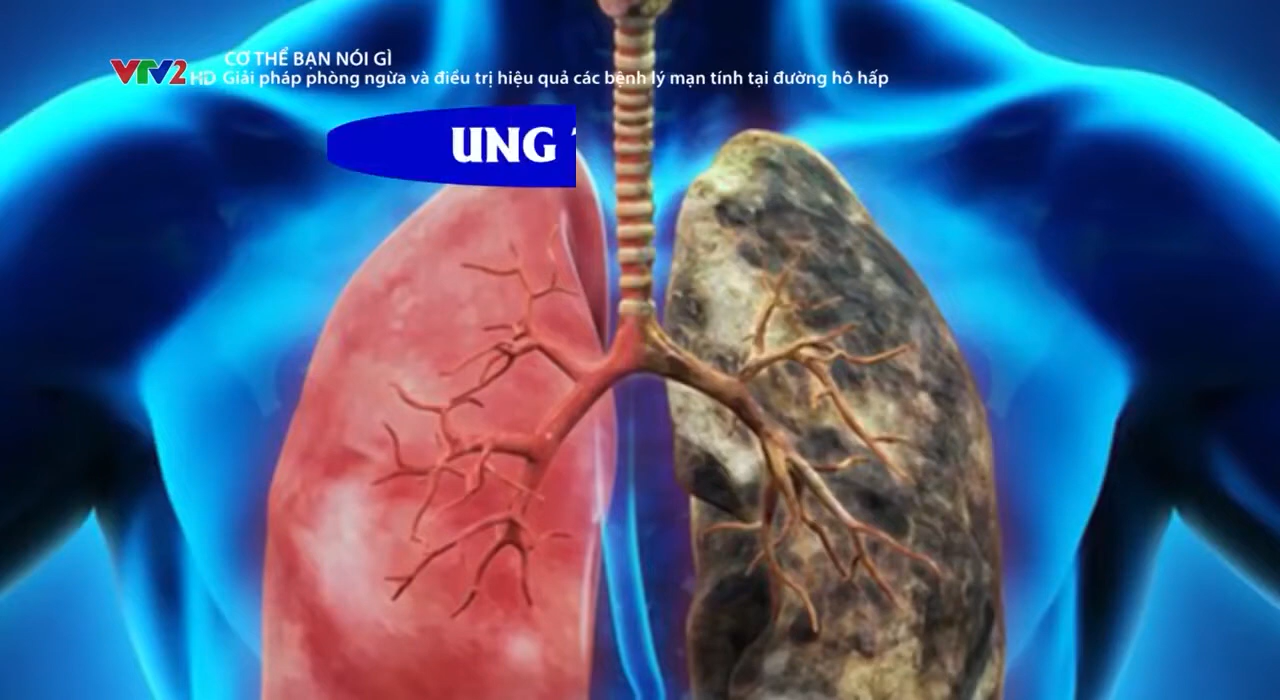 CƠ THỂ BẠN NÓI GÌ
VTV2 HD Giải pháp phòng ngừa và điều trị hiệu quả các bệnh lý mạn tính tại đường hô hấp
UNG